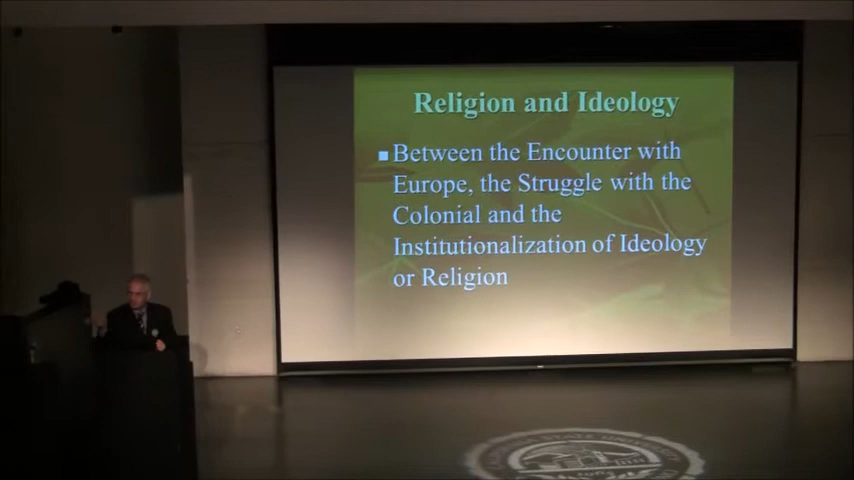 Religion and Ideology
Between the Encounter with
Europe, the Struggle with the
Colonial and the
Institutionalization of Ideology
or Religion
STATE